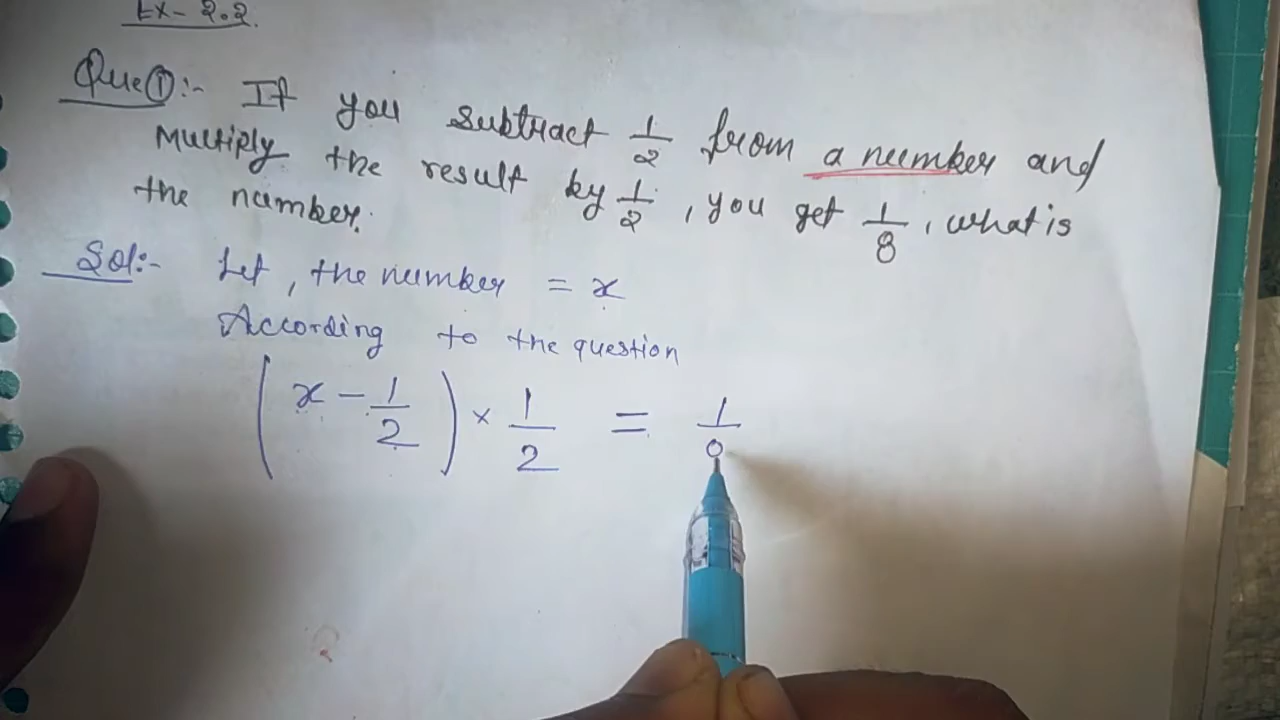 Ex- 2.2.
Que①:- If you subtract 1/2 from a number and
Multiply the result by 1/2, you get 1/8, what is
the number.
Sol:- Let, the number = x
According to the question
(x - 1/2) × 1/2 = 1/